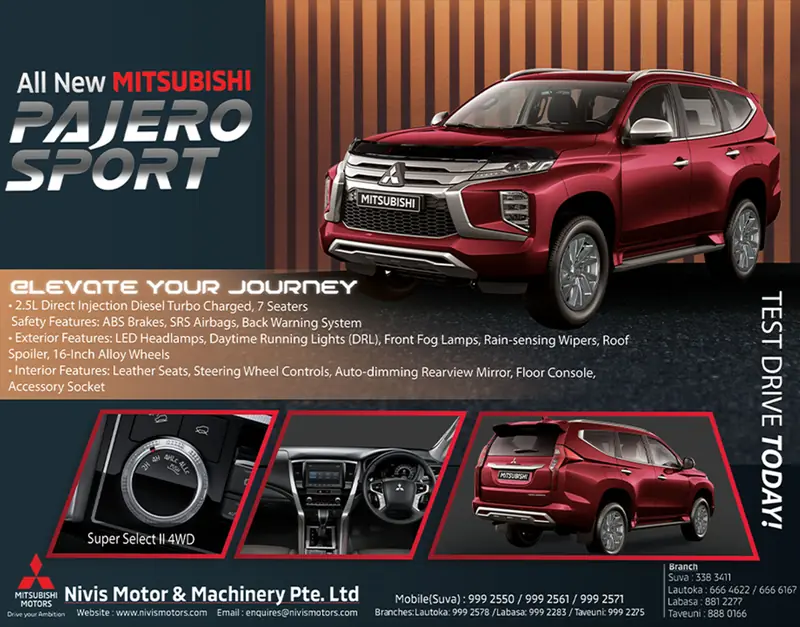 All New MITSUBISHI
PAJERO
SPORT
MITSUBISHI
ELEVATE YOUR JOURNEY
• 2.5L Direct Injection Diesel Turbo Charged, 7 Seaters
Safety Features: ABS Brakes, SRS Airbags, Back Warning System
• Exterior Features: LED Headlamps, Daytime Running Lights (DRL), Front Fog Lamps, Rain-sensing Wipers, Roof
Spoiler, 16-Inch Alloy Wheels
• Interior Features: Leather Seats, Steering Wheel Controls, Auto-dimming Rearview Mirror, Floor Console,
Accessory Socket
TEST DRIVE TODAY!
2H 4H 4HLc 4LLc
Super Select II 4WD
MITSUBISHI
MITSUBISHI
MOTORS
Drive your Ambition
Nivis Motor & Machinery Pte. Ltd
Website : www.nivismotors.com Email : enquires@nivismotors.com
Mobile(Suva) : 999 2550 / 999 2561 / 999 2571
Branches:Lautoka: 999 2578 /Labasa: 999 2283 / Taveuni: 999 2275
Branch
Suva : 338 3411
Lautoka : 666 4622 / 666 6167
Labasa : 881 2277
Taveuni : 888 0166